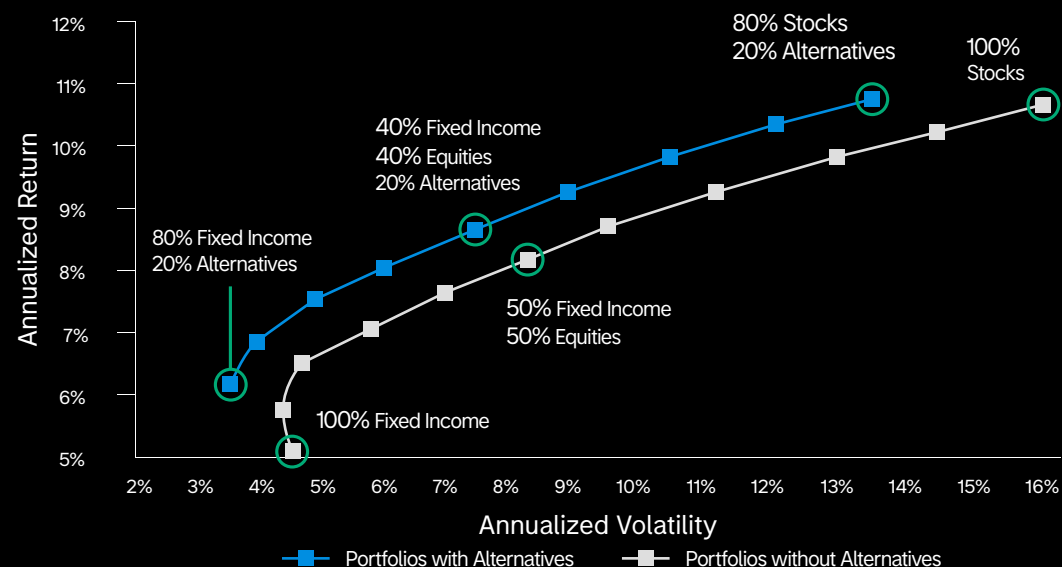 12%
11%
10%
9%
8%
7%
6%
5%
Annualized Return
80% Stocks
20% Alternatives
100%
Stocks
40% Fixed Income
40% Equities
20% Alternatives
80% Fixed Income
20% Alternatives
50% Fixed Income
50% Equities
100% Fixed Income
2% 3% 4% 5% 6% 7% 8% 9% 10% 11% 12% 13% 14% 15% 16%
Annualized Volatility
Portfolios with Alternatives Portfolios without Alternatives